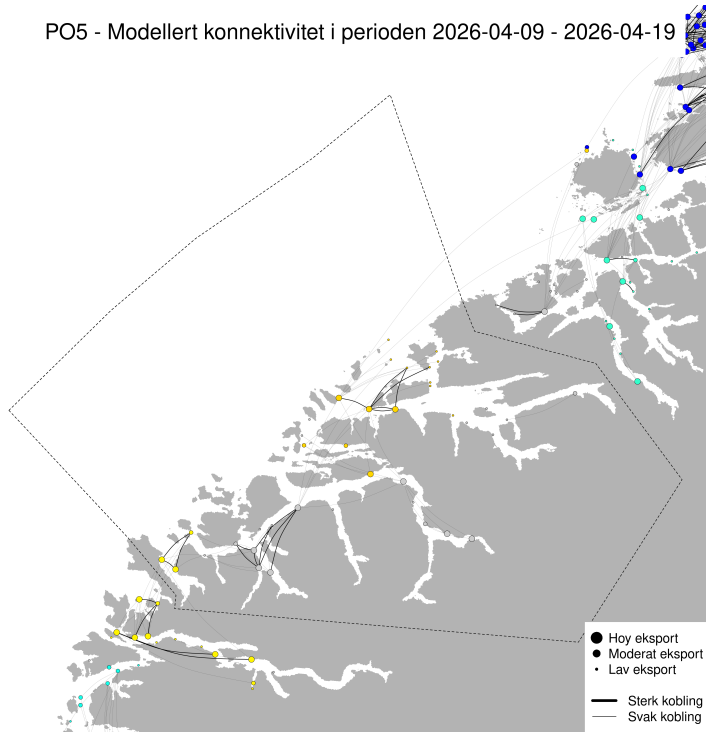 PO5 - Modellert konnektivitet i perioden 2026-04-09 - 2026-04-19
Hoy eksport
Moderat eksport
Lav eksport
Sterk kobling
Svak kobling